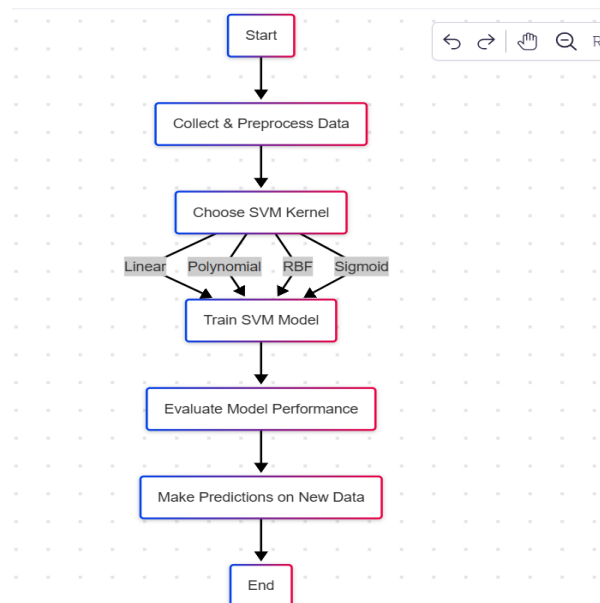 Start
Collect & Preprocess Data
Choose SVM Kernel
Linear Polynomial RBF Sigmoid
Train SVM Model
Evaluate Model Performance
Make Predictions on New Data
End